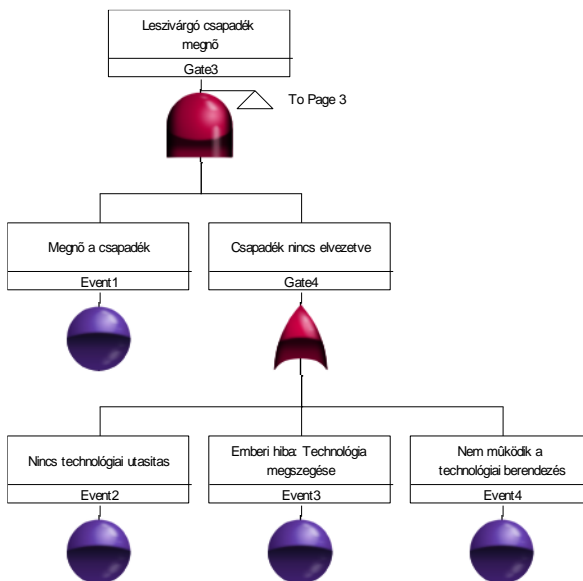 Leszivárgó csapadék
megnő
Gate3
To Page 3
Megnő a csapadék
Event1
Csapadék nincs elvezetve
Gate4
Nincs technológiai utasitas
Event2
Emberi hiba: Technológia
megszegése
Event3
Nem mûködik a
technológiai berendezés
Event4